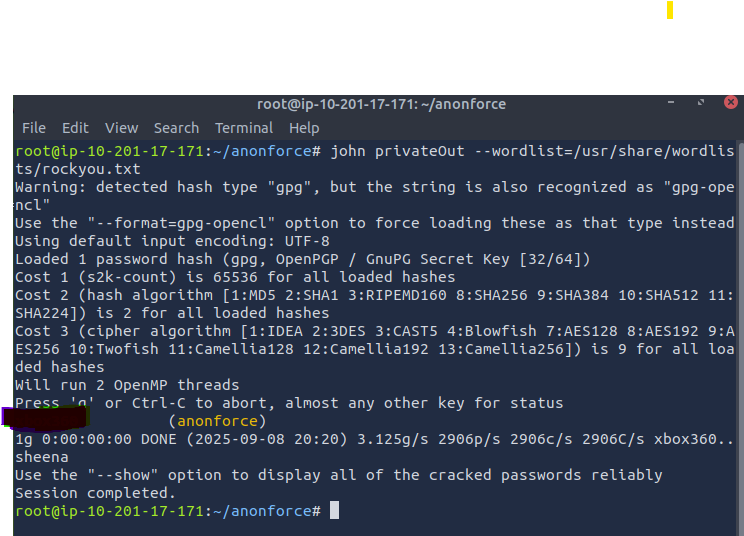 root@ip-10-201-17-171: ~/anonforce
File Edit View Search Terminal Help
root@ip-10-201-17-171:~/anonforce# john privateOut --wordlist=/usr/share/wordlis
ts/rockyou.txt
Warning: detected hash type "gpg", but the string is also recognized as "gpg-ope
ncl"
Use the "--format=gpg-opencl" option to force loading these as that type instead
Using default input encoding: UTF-8
Loaded 1 password hash (gpg, OpenPGP / GnuPG Secret Key [32/64])
Cost 1 (s2k-count) is 65536 for all loaded hashes
Cost 2 (hash algorithm [1:MD5 2:SHA1 3:RIPEMD160 8:SHA256 9:SHA384 10:SHA512 11:
SHA224]) is 2 for all loaded hashes
Cost 3 (cipher algorithm [1:IDEA 2:3DES 3:CAST5 4:Blowfish 7:AES128 8:AES192 9:A
ES256 10:Twofish 11:Camellia128 12:Camellia192 13:Camellia256]) is 9 for all loa
ded hashes
Will run 2 OpenMP threads
Press 'q' or Ctrl-C to abort, almost any other key for status
(anonforce)
1g 0:00:00:00 DONE (2025-09-08 20:20) 3.125g/s 2906p/s 2906c/s 2906C/s xbox360..
sheena
Use the "--show" option to display all of the cracked passwords reliably
Session completed.
root@ip-10-201-17-171:~/anonforce#